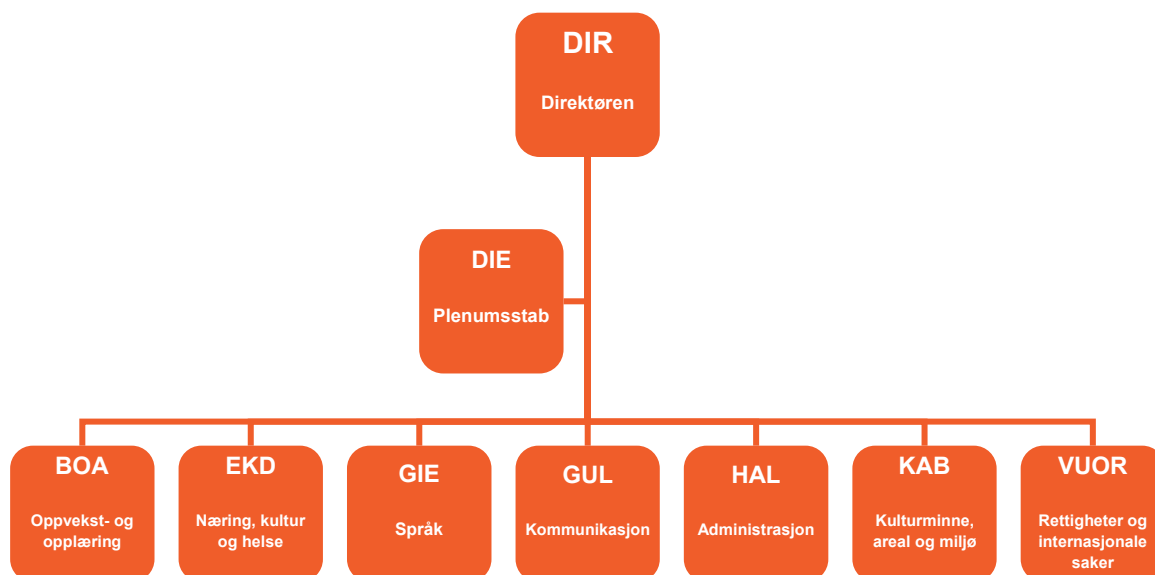 DIR
Direktøren
DIE
Plenumsstab
BOA
Oppvekst- og
opplæring
EKD
Næring, kultur
og helse
GIE
Språk
GUL
Kommunikasjon
HAL
Administrasjon
KAB
Kulturminne,
areal og miljø
VUOR
Rettigheter og
internasjonale
saker